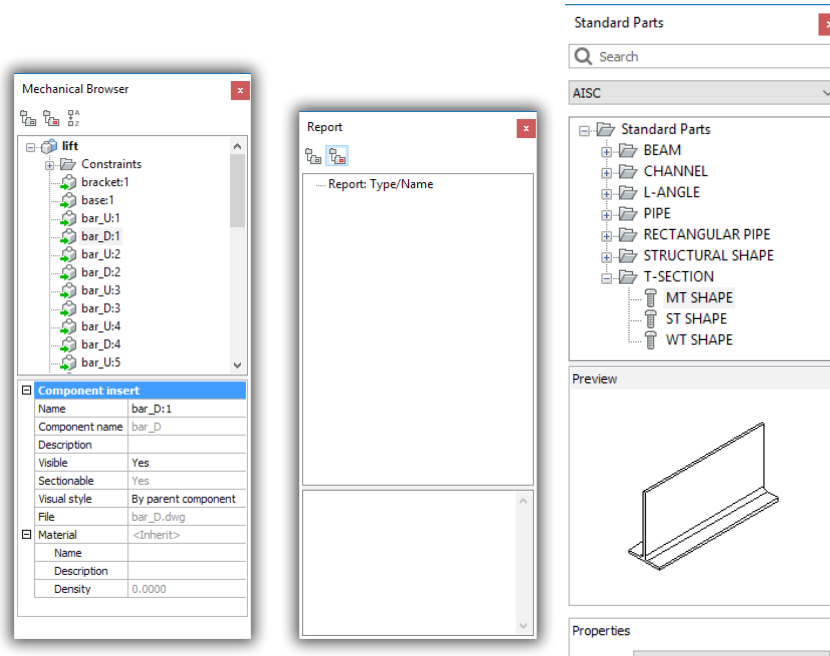 Mechanical Browser
lift
Constraints
bracket:1
base:1
bar_U:1
bar_D:1
bar_U:2
bar_D:2
bar_U:3
bar_D:3
bar_U:4
bar_D:4
bar_U:5
Component insert
Name bar_D:1
Component name bar_D
Description
Visible Yes
Sectionable Yes
Visual style By parent component
File bar_D.dwg
Material <Inherit>
Name
Description
Density 0.0000
Report
Report: Type/Name
Standard Parts
Search
AISC
Standard Parts
BEAM
CHANNEL
L-ANGLE
PIPE
RECTANGULAR PIPE
STRUCTURAL SHAPE
T-SECTION
MT SHAPE
ST SHAPE
WT SHAPE
Preview
Properties